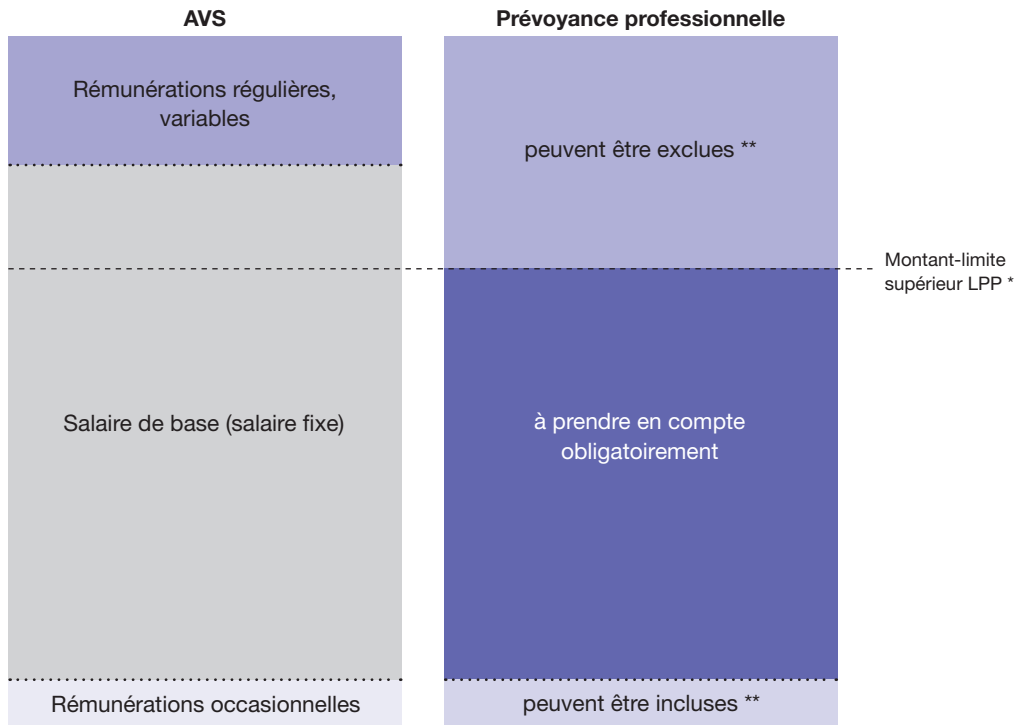 AVS
Prévoyance professionnelle
Rémunérations régulières,
variables
peuvent être exclues **
Montant-limite
supérieur LPP *
Salaire de base (salaire fixe)
à prendre en compte
obligatoirement
Rémunérations occasionnelles
peuvent être incluses **